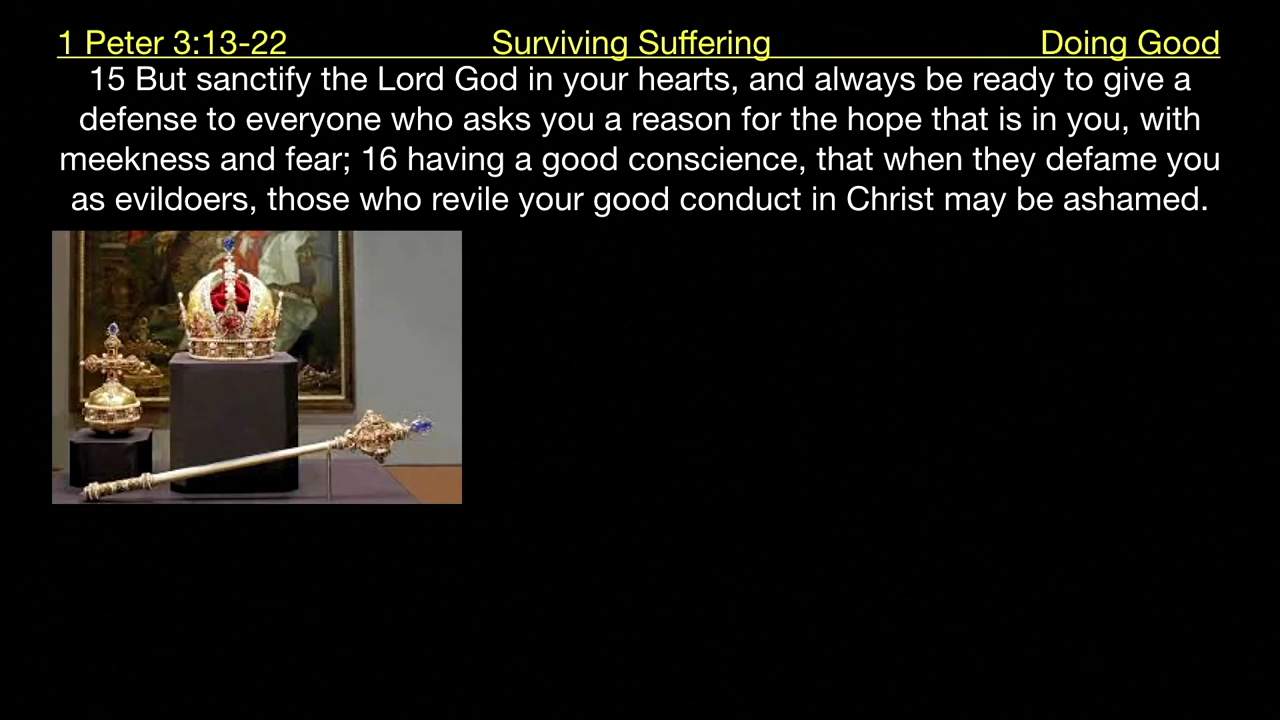 1 Peter 3:13-22 Surviving Suffering Doing Good
15 But sanctify the Lord God in your hearts, and always be ready to give a
defense to everyone who asks you a reason for the hope that is in you, with
meekness and fear; 16 having a good conscience, that when they defame you
as evildoers, those who revile your good conduct in Christ may be ashamed.